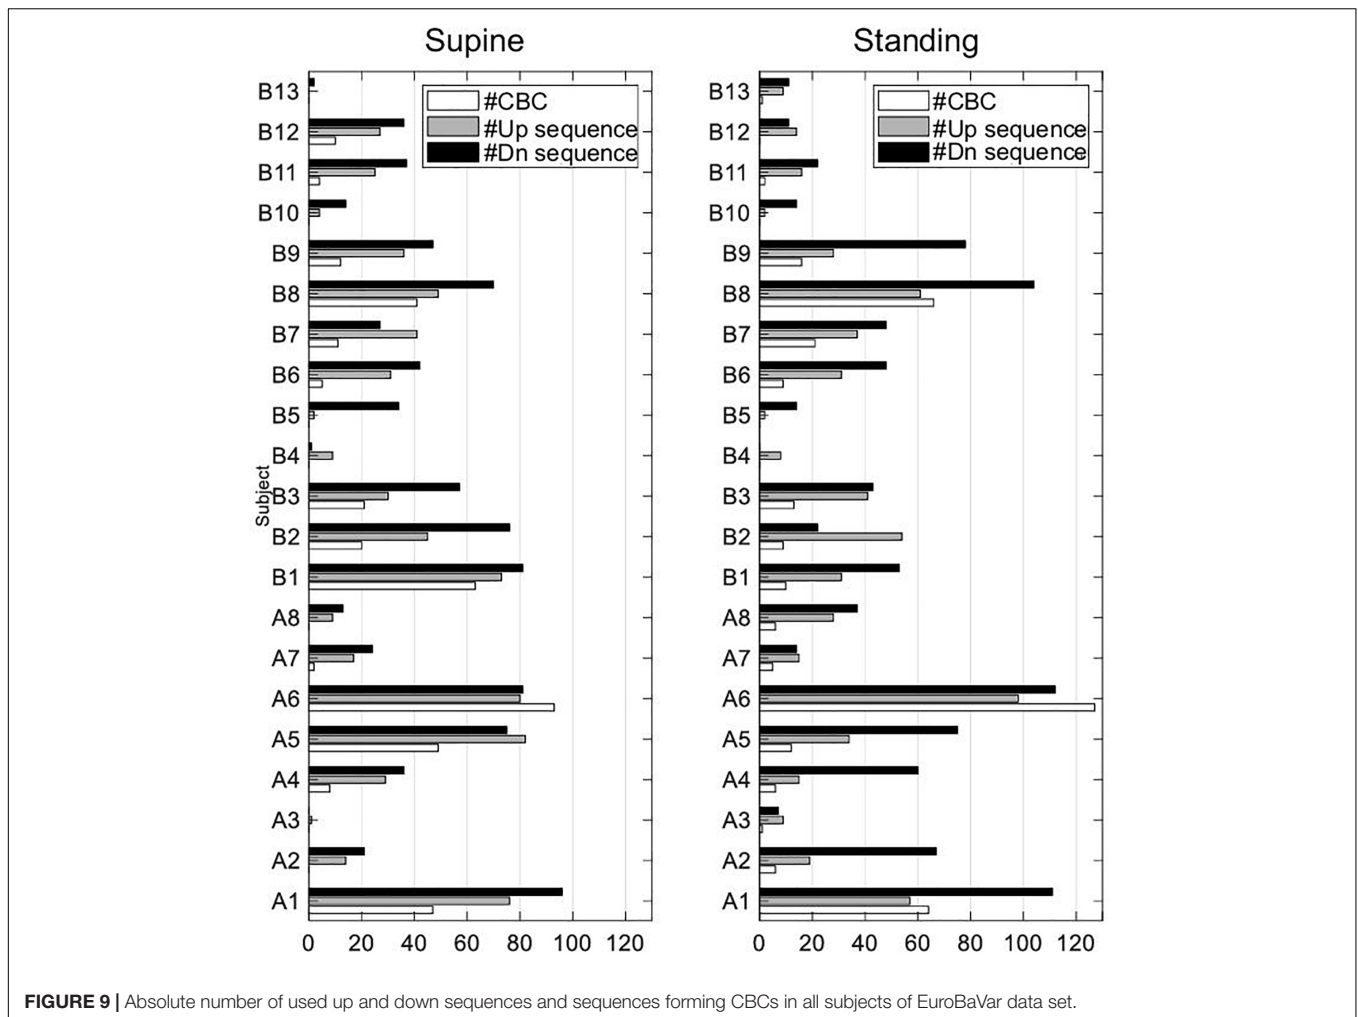 Supine
Standing
#CBC
#Up sequence
#Dn sequence
#CBC
#Up sequence
#Dn sequence
Subject
B13
B12
B11
B10
B9
B8
B7
B6
B5
B4
B3
B2
B1
A8
A7
A6
A5
A4
A3
A2
A1
0 20 40 60 80 100 120
B13
B12
B11
B10
B9
B8
B7
B6
B5
B4
B3
B2
B1
A8
A7
A6
A5
A4
A3
A2
A1
0 20 40 60 80 100 120
FIGURE 9 | Absolute number of used up and down sequences and sequences forming CBCs in all subjects of EuroBaVar data set.